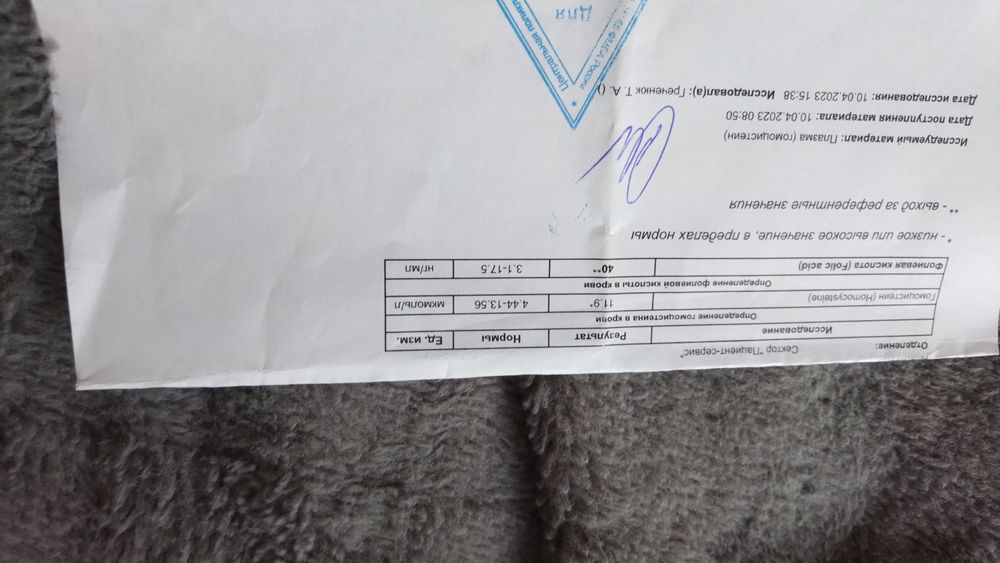 Отделение: Сектор "Пациент-сервис"
Исследование Результат Нормы Ед. изм.
Определение гомоцистеина в крови
Гомоцистеин (Homocysteine) 11.9* 4.44-13.56 мкмоль/л
Определение фолиевой кислоты в крови
Фолиевая кислота (Folic acid) 40** 3.1-17.5 нг/мл
* - низкое или высокое значение, в пределах нормы
** - выход за референтные значения
Исследуемый материал: Плазма (гомоцистеин)
Дата поступления материала: 10.04.2023 08:50
Дата исследования: 10.04.2023 15:38 Исследовал(а): Греченюк Т. А. ()
Центральная
ФМБА России
Для